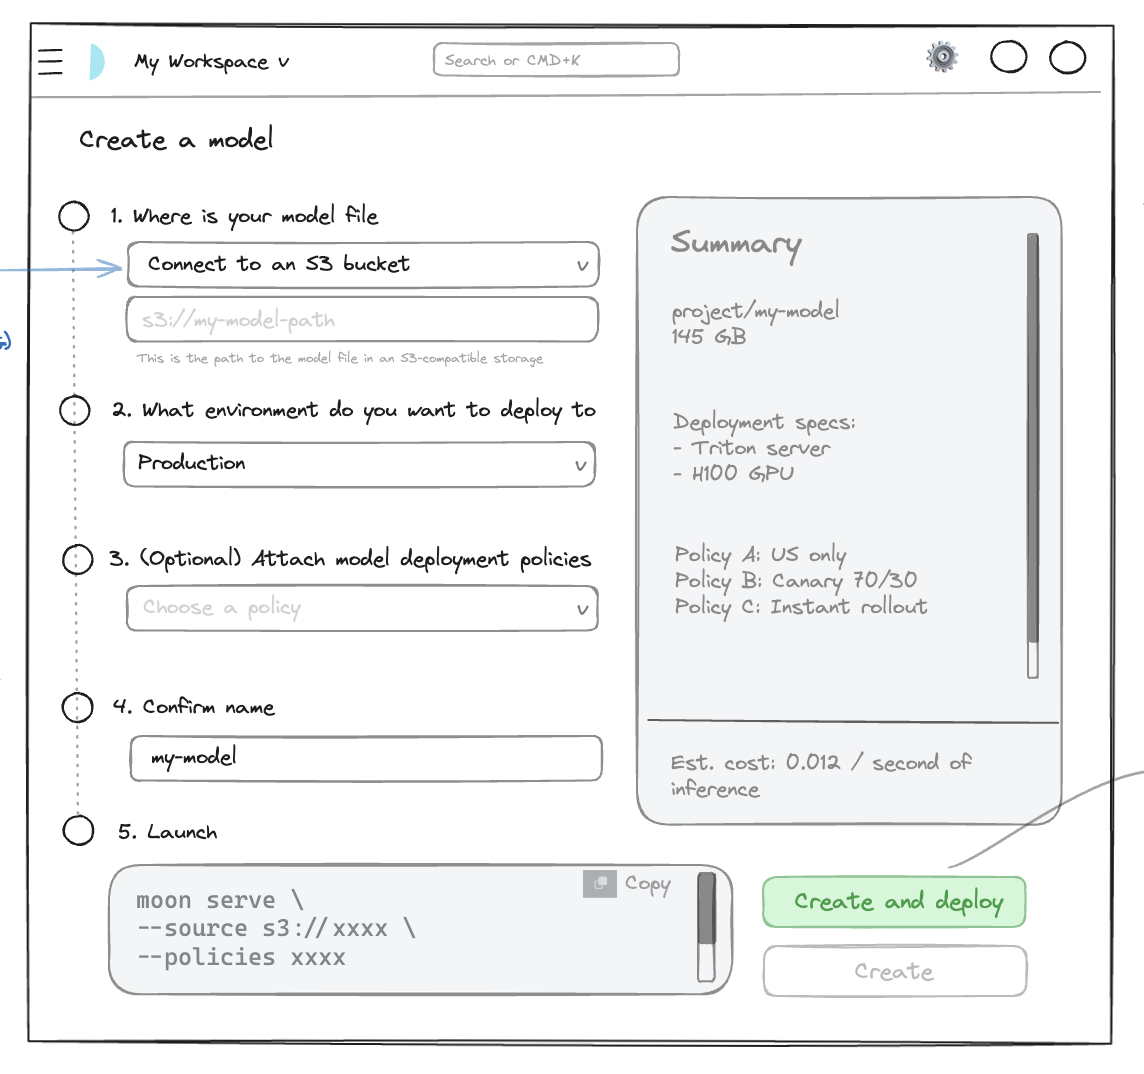 My Workspace v
Search or CMD+K
Create a model
1. Where is your model file
Connect to an S3 bucket v
s3://my-model-path
This is the path to the model file in an S3-compatible storage
2. What environment do you want to deploy to
Production v
3. (Optional) Attach model deployment policies
Choose a policy v
4. Confirm name
my-model
5. Launch
moon serve \
--source s3://xxxx \
--policies xxxx
Copy
Summary
project/my-model
145 GB
Deployment specs:
- Triton server
- H100 GPU
Policy A: US only
Policy B: Canary 70/30
Policy C: Instant rollout
Est. cost: 0.012 / second of
inference
Create and deploy
Create